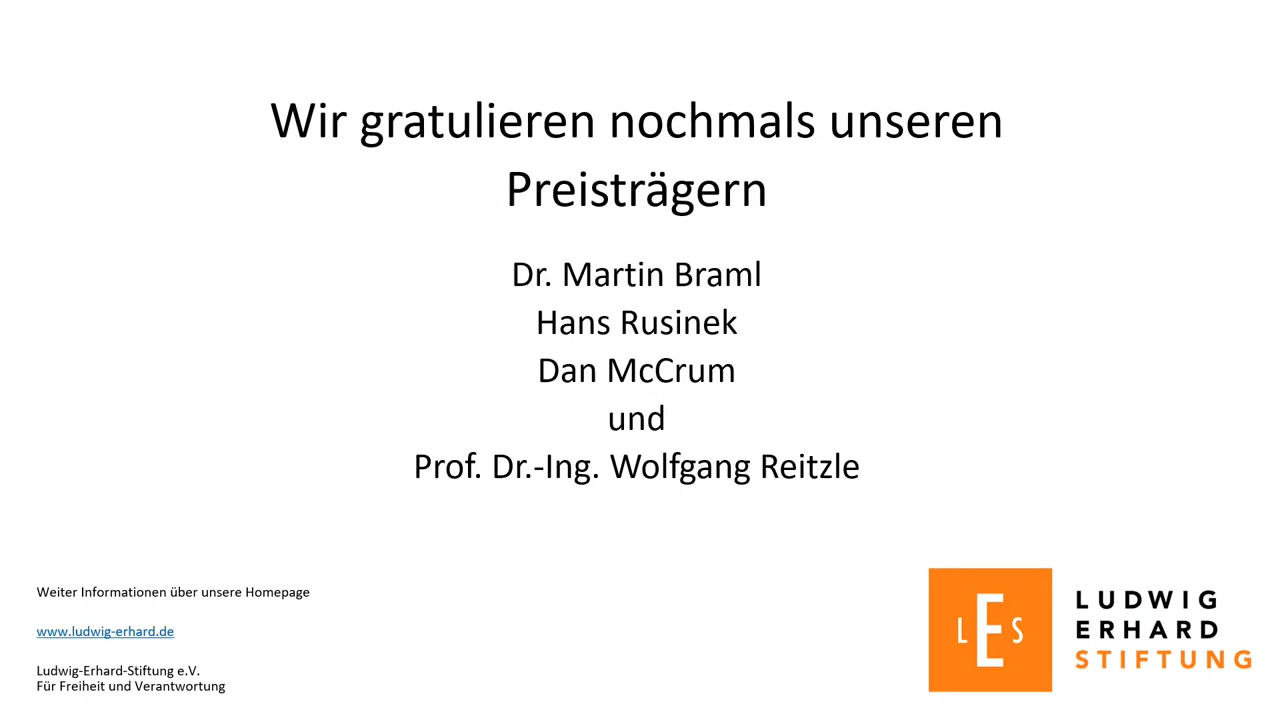 Wir gratulieren nochmals unseren
Preisträgern
Dr. Martin Braml
Hans Rusinek
Dan McCrum
und
Prof. Dr.-Ing. Wolfgang Reitzle
Weiter Informationen über unsere Homepage
www.ludwig-erhard.de
Ludwig-Erhard-Stiftung e.V.
Für Freiheit und Verantwortung
LES
LUDWIG
ERHARD
STIFTUNG